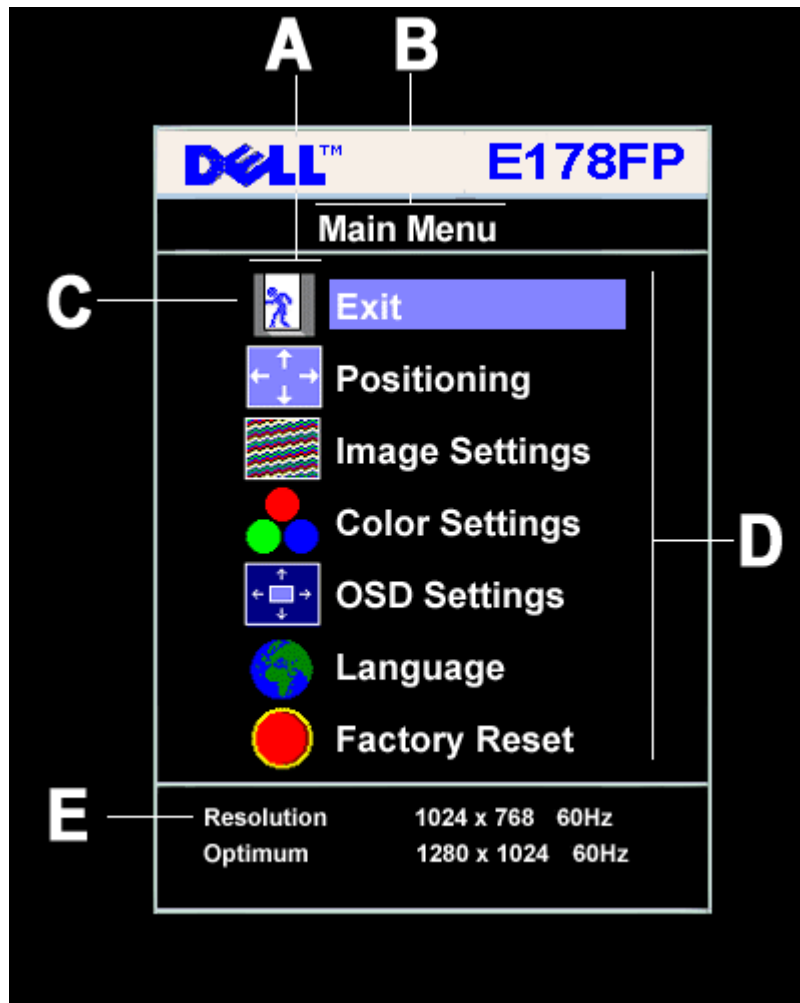 A B
DELL™ E178FP
Main Menu
C Exit
Positioning
Image Settings
Color Settings
D
OSD Settings
Language
Factory Reset
E Resolution 1024 x 768 60Hz
Optimum 1280 x 1024 60Hz